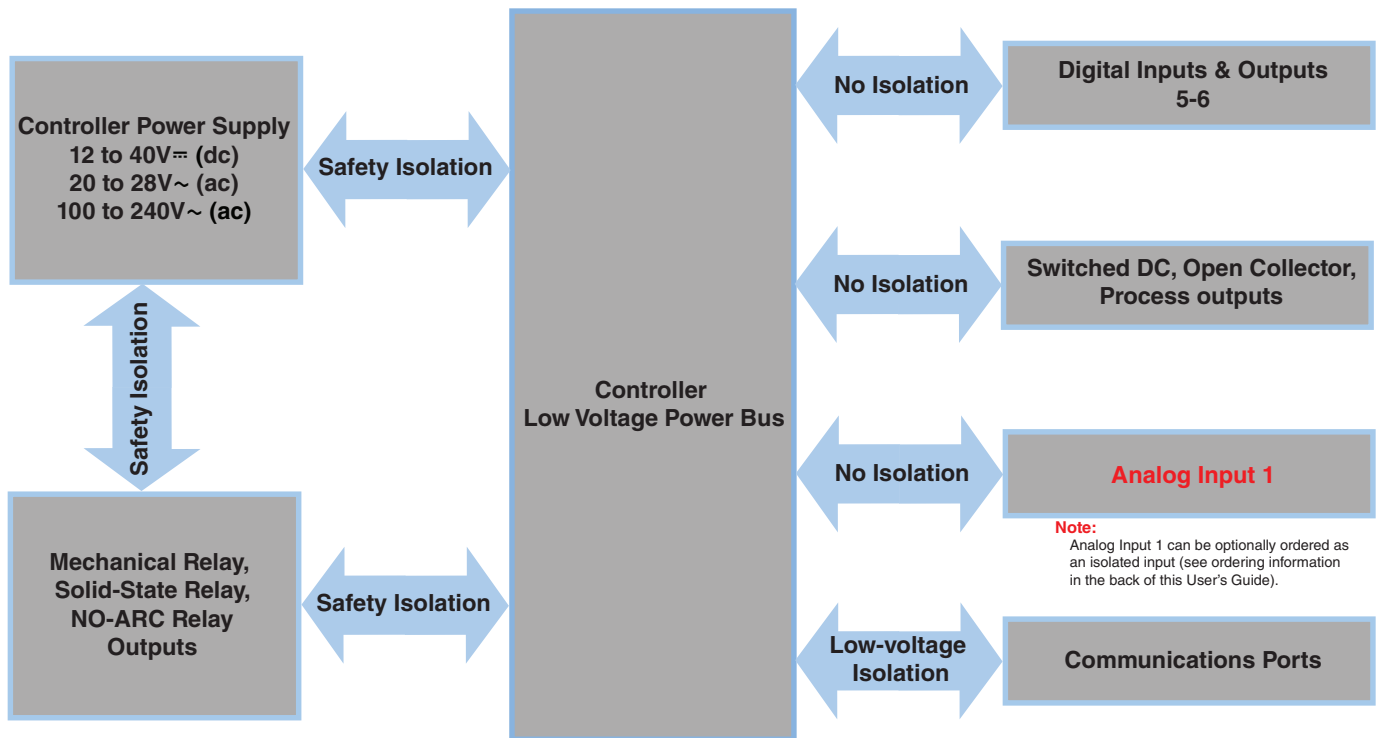 Controller Power Supply
12 to 40V⎓ (dc)
20 to 28V~ (ac)
100 to 240V~ (ac)
Safety Isolation
Safety Isolation
Mechanical Relay,
Solid-State Relay,
NO-ARC Relay
Outputs
Safety Isolation
Controller
Low Voltage Power Bus
No Isolation
Digital Inputs & Outputs
5-6
No Isolation
Switched DC, Open Collector,
Process outputs
No Isolation
Analog Input 1
Note:
Analog Input 1 can be optionally ordered as
an isolated input (see ordering information
in the back of this User’s Guide).
Low-voltage
Isolation
Communications Ports